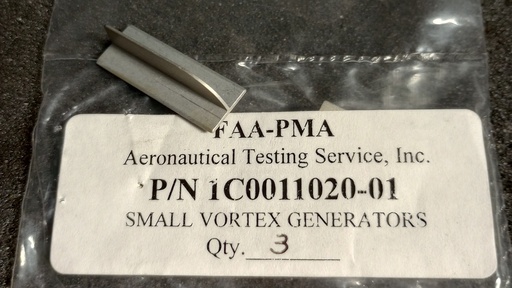 FAA-PMA
Aeronautical Testing Service, Inc.
P/N 1C0011020-01
SMALL VORTEX GENERATORS
Qty. 3